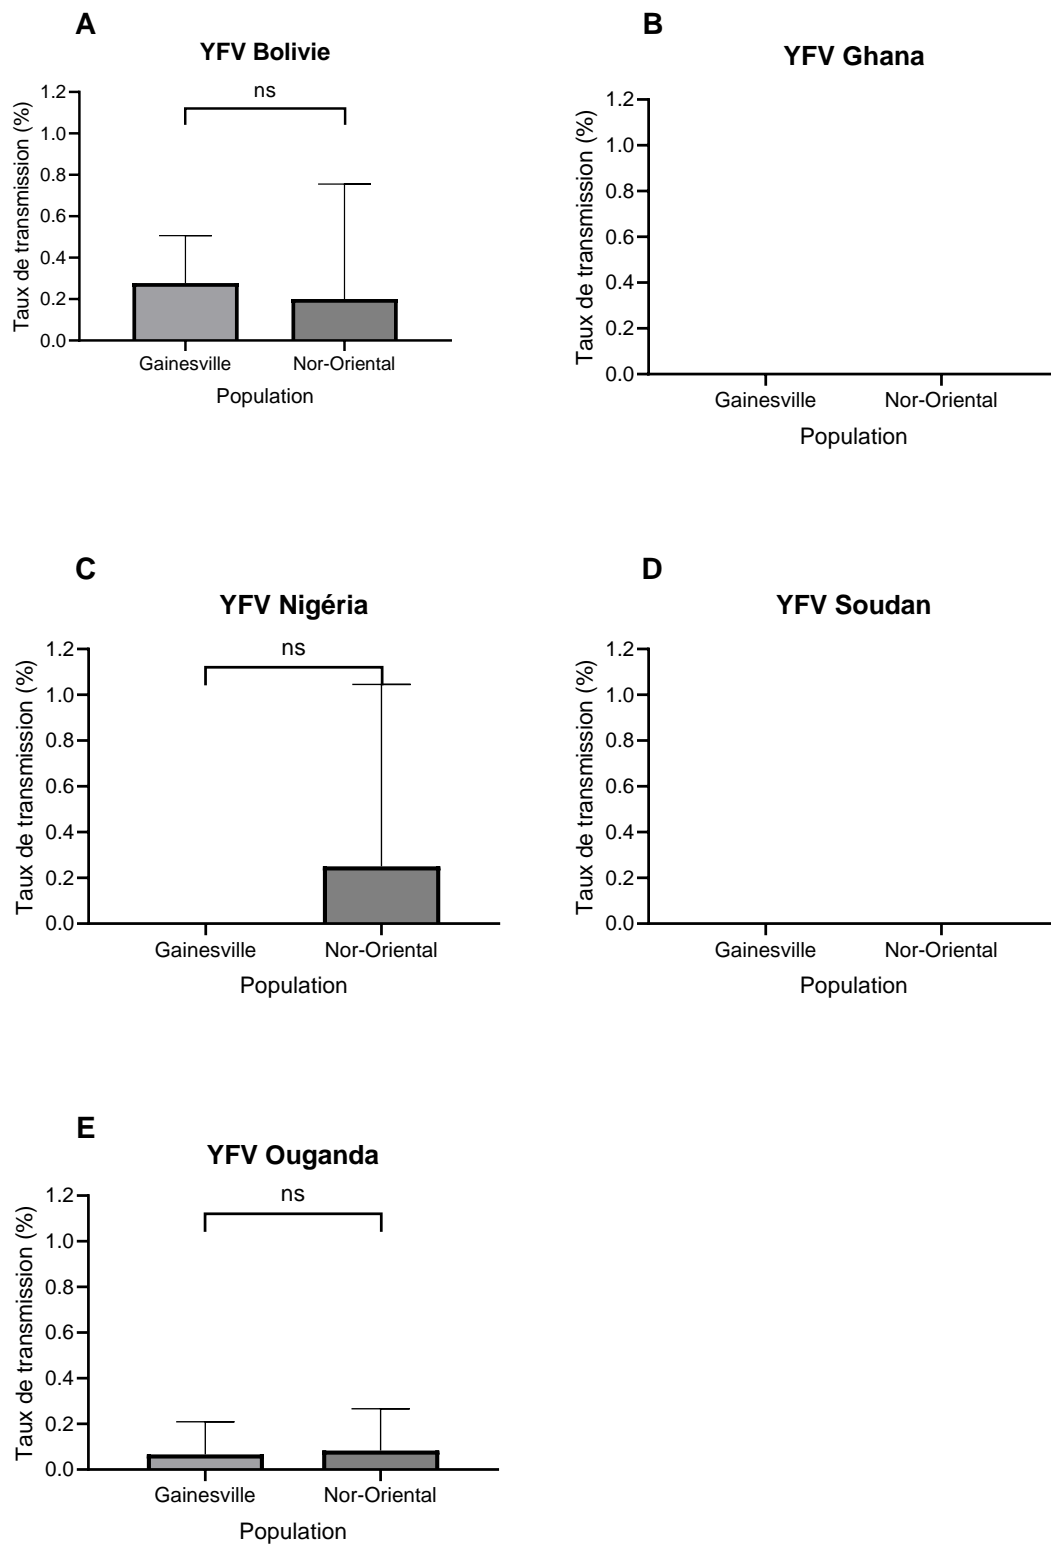 A
YFV Bolivie
ns
1.2
1.0
0.8
0.6
0.4
0.2
0.0
Taux de transmission (%)
Gainesville Nor-Oriental
Population
B
YFV Ghana
1.2
1.0
0.8
0.6
0.4
0.2
0.0
Taux de transmission (%)
Gainesville Nor-Oriental
Population
C
YFV Nigéria
ns
1.2
1.0
0.8
0.6
0.4
0.2
0.0
Taux de transmission (%)
Gainesville Nor-Oriental
Population
D
YFV Soudan
1.2
1.0
0.8
0.6
0.4
0.2
0.0
Taux de transmission (%)
Gainesville Nor-Oriental
Population
E
YFV Ouganda
ns
1.2
1.0
0.8
0.6
0.4
0.2
0.0
Taux de transmission (%)
Gainesville Nor-Oriental
Population